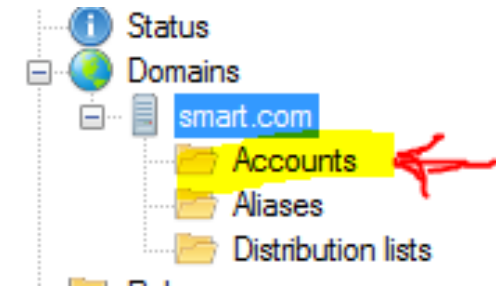 Status
Domains
smart.com
Accounts
Aliases
Distribution lists